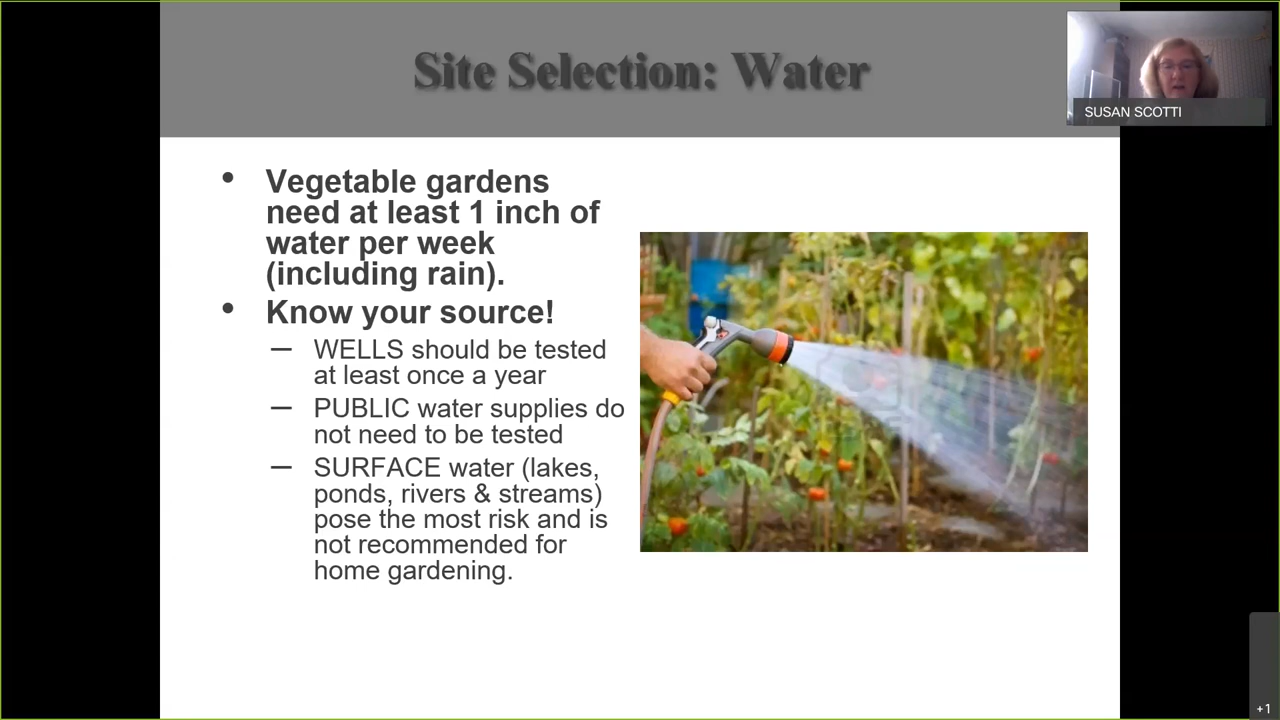 Site Selection: Water
SUSAN SCOTTI
• Vegetable gardens
need at least 1 inch of
water per week
(including rain).
• Know your source!
— WELLS should be tested
at least once a year
— PUBLIC water supplies do
not need to be tested
— SURFACE water (lakes,
ponds, rivers & streams)
pose the most risk and is
not recommended for
home gardening.
+1